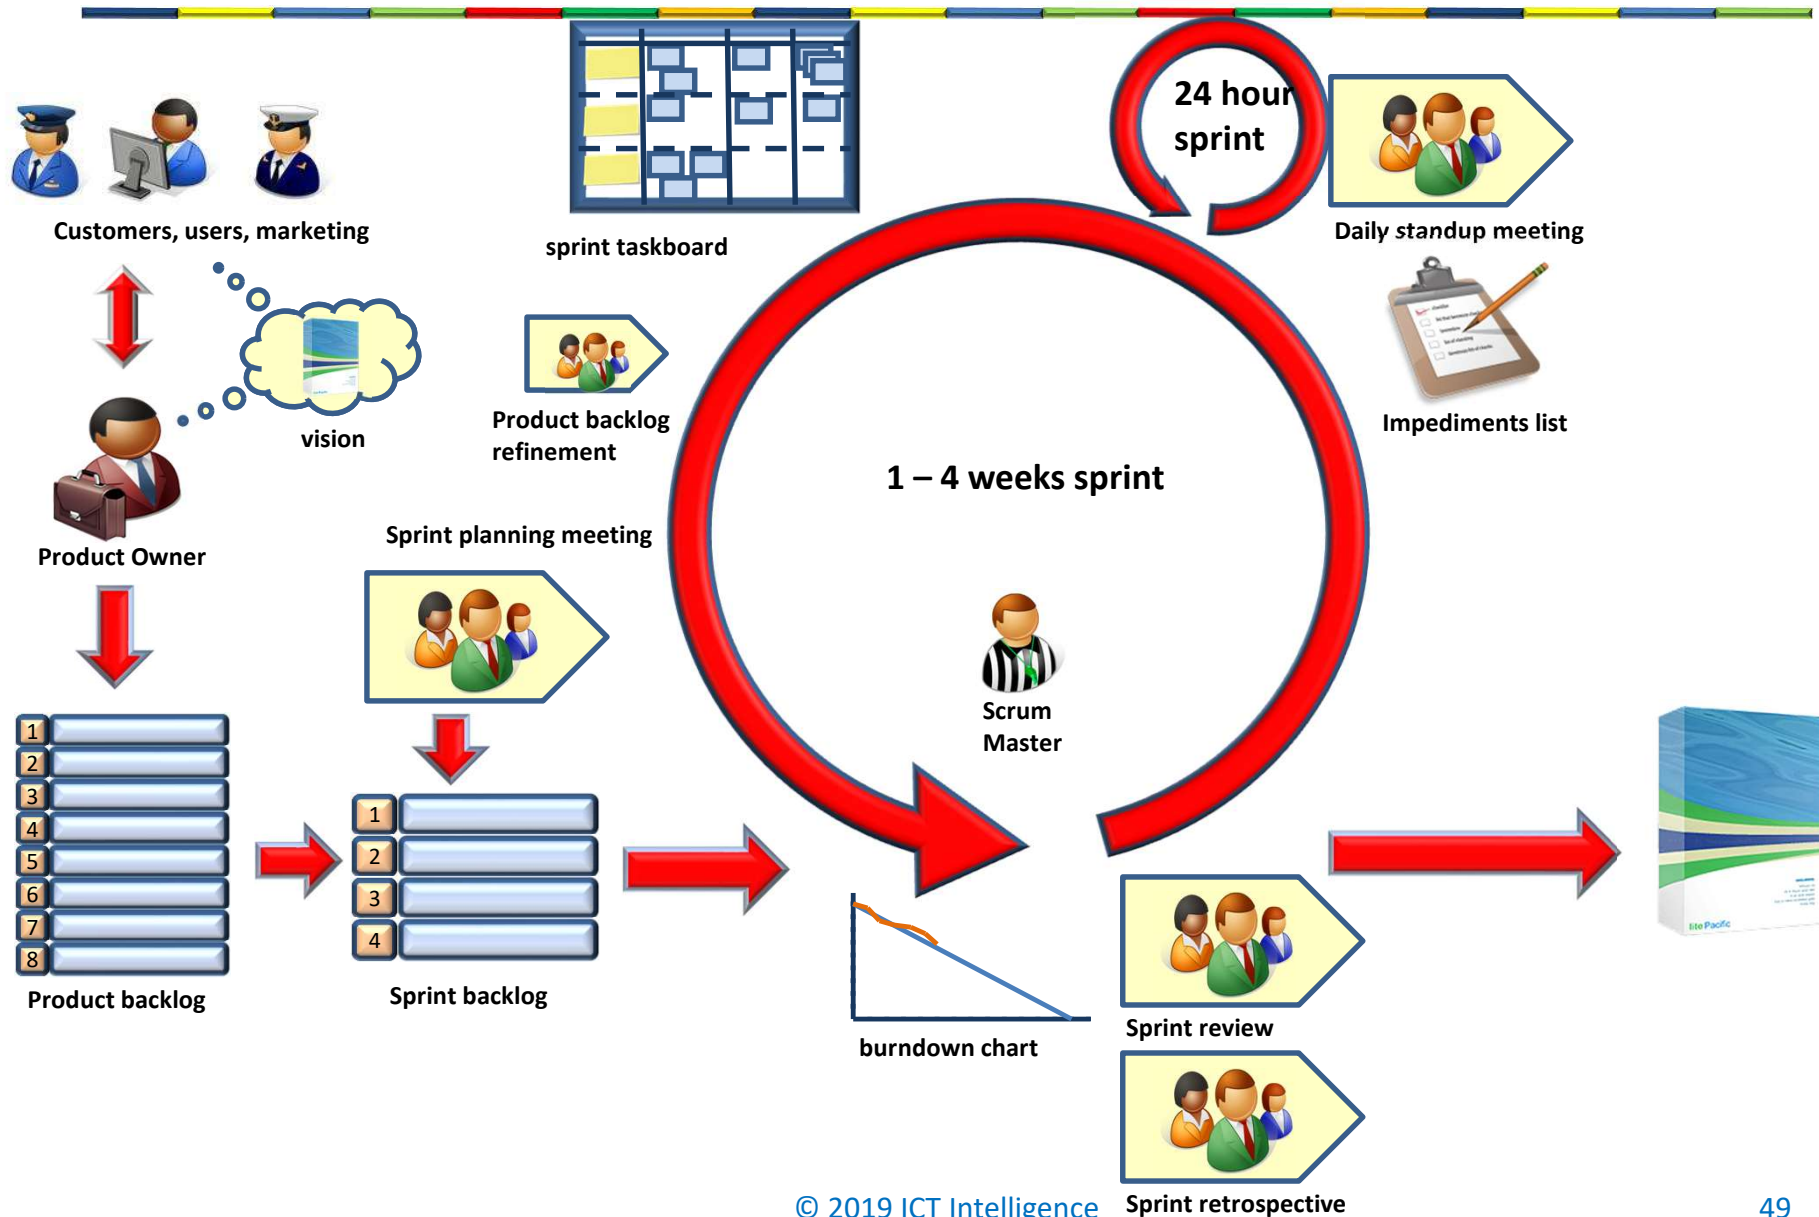 24 hour
sprint
Customers, users, marketing
sprint taskboard
Daily standup meeting
vision
Product backlog
refinement
Impediments list
1 – 4 weeks sprint
Product Owner
Sprint planning meeting
Scrum
Master
1
2
3
4
5
6
7
8
Product backlog
1
2
3
4
Sprint backlog
burndown chart
Sprint review
Sprint retrospective
lite Pacific
© 2019 ICT Intelligence
49